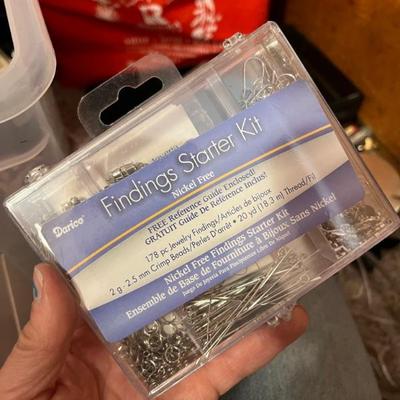 Darice
Findings Starter Kit
Nickel Free
FREE Reference Guide Enclosed!
GRATUIT Guide De Référence Inclus!
178 pc Jewelry Findings/Articles de bijoux
2 g - 2.5 mm Crimp Beads/Perles D'arrêt • 20 yd (18.3 m) Thread/Fil
Nickel Free Findings Starter Kit
Ensemble de Base de Fourniture à Bijoux Sans Nickel